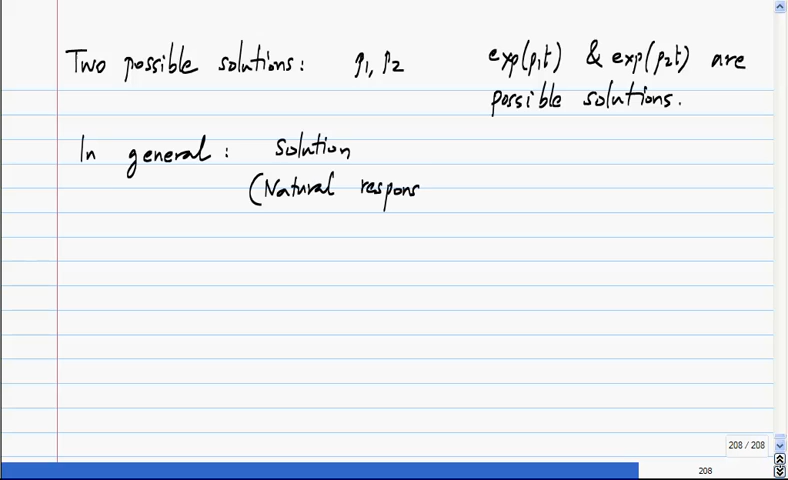 Two possible solutions: p1, p2 exp(p1t) & exp(p2t) are
possible solutions.
In general: solution
(Natural respons
208 / 208
208